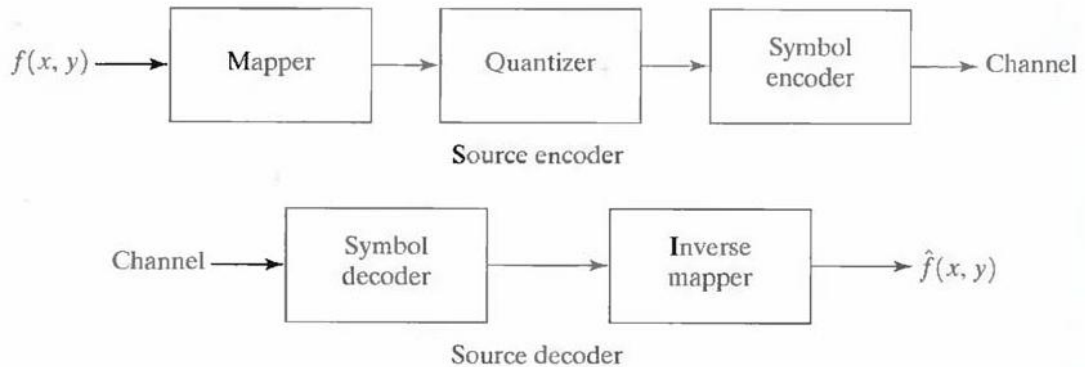 f(x, y) Mapper Quantizer Symbol encoder Channel
Source encoder
Channel Symbol decoder Inverse mapper f̂(x, y)
Source decoder